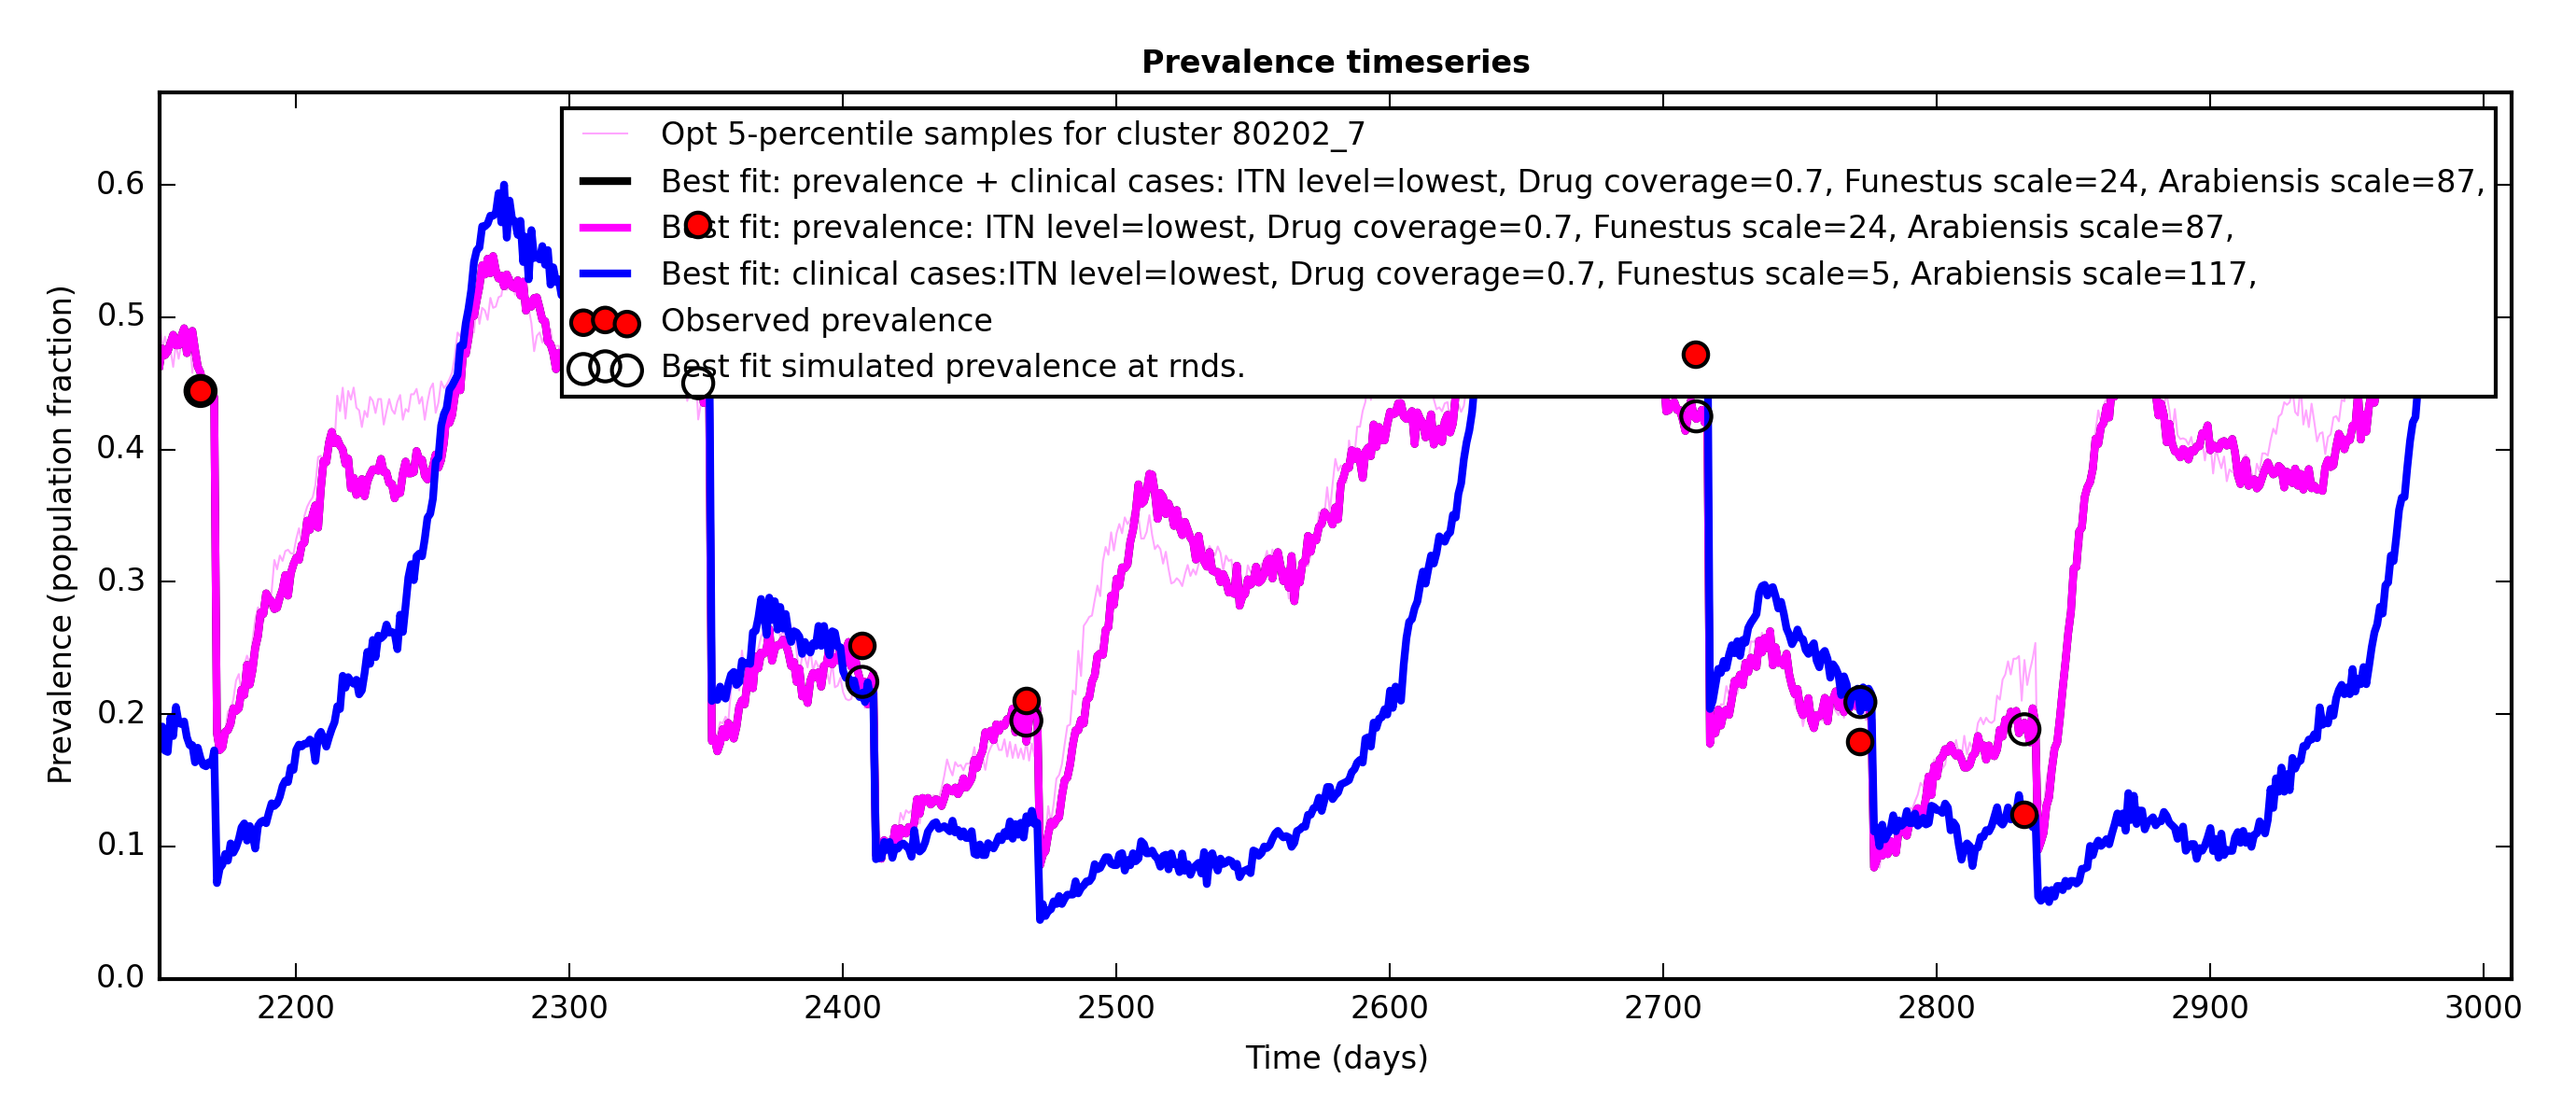 Prevalence timeseries
Opt 5-percentile samples for cluster 80202_7
Best fit: prevalence + clinical cases: ITN level=lowest, Drug coverage=0.7, Funestus scale=24, Arabiensis scale=87,
Best fit: prevalence: ITN level=lowest, Drug coverage=0.7, Funestus scale=24, Arabiensis scale=87,
Best fit: clinical cases:ITN level=lowest, Drug coverage=0.7, Funestus scale=5, Arabiensis scale=117,
Observed prevalence
Best fit simulated prevalence at rnds.
Prevalence (population fraction)
0.6
0.5
0.4
0.3
0.2
0.1
0.0
2200 2300 2400 2500 2600 2700 2800 2900 3000
Time (days)